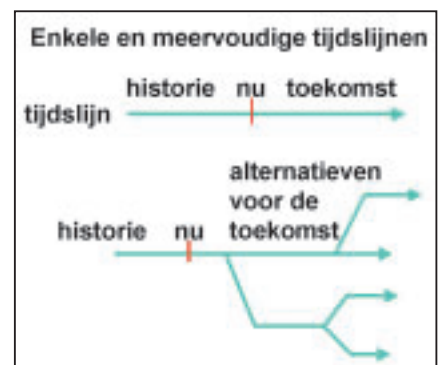 Enkele en meervoudige tijdslijnen
historie nu toekomst
tijdslijn
alternatieven
voor de
historie nu toekomst